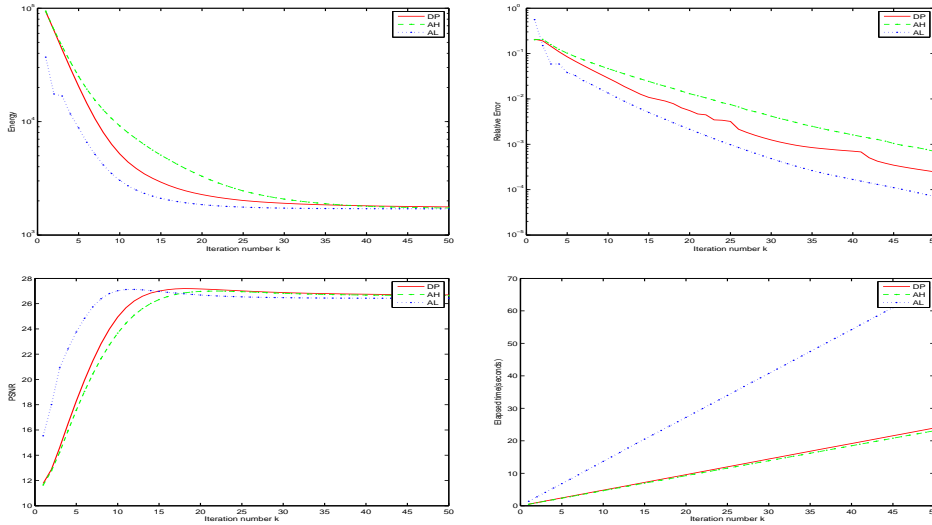 10^5
10^4
10^3
Energy
0 5 10 15 20 25 30 35 40 45 50
Iteration number k
DP
AH
AL
10^0
10^-1
10^-2
10^-3
10^-4
10^-5
Relative Error
0 5 10 15 20 25 30 35 40 45 50
Iteration number k
DP
AH
AL
28
26
24
22
20
18
16
14
12
10
PSNR
0 5 10 15 20 25 30 35 40 45 50
Iteration number k
DP
AH
AL
70
60
50
40
30
20
10
0
Elapsed time(seconds)
0 5 10 15 20 25 30 35 40 45 50
Iteration number k
DP
AH
AL